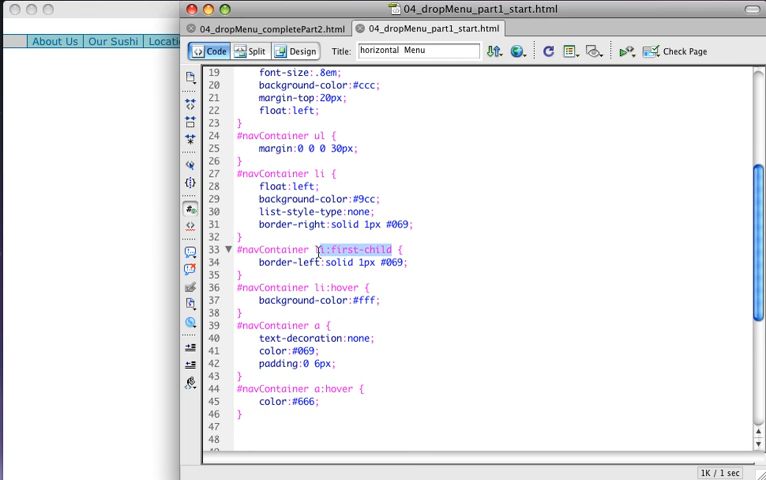 04_dropMenu_part1_start.html
04_dropMenu_completePart2.html
04_dropMenu_part1_start.html
Code Split Design Title: horizontal Menu Check Page
About Us Our Sushi Locati
19 font-size:.8em;
20 background-color:#ccc;
21 margin-top:20px;
22 float:left;
23 }
24 #navContainer ul {
25 margin:0 0 0 30px;
26 }
27 #navContainer li {
28 float:left;
29 background-color:#9cc;
30 list-style-type:none;
31 border-right:solid 1px #069;
32 }
33 #navContainer li:first-child {
34 border-left:solid 1px #069;
35 }
36 #navContainer li:hover {
37 background-color:#fff;
38 }
39 #navContainer a {
40 text-decoration:none;
41 color:#069;
42 padding:0 6px;
43 }
44 #navContainer a:hover {
45 color:#666;
46 }
47
48
1K / 1 sec